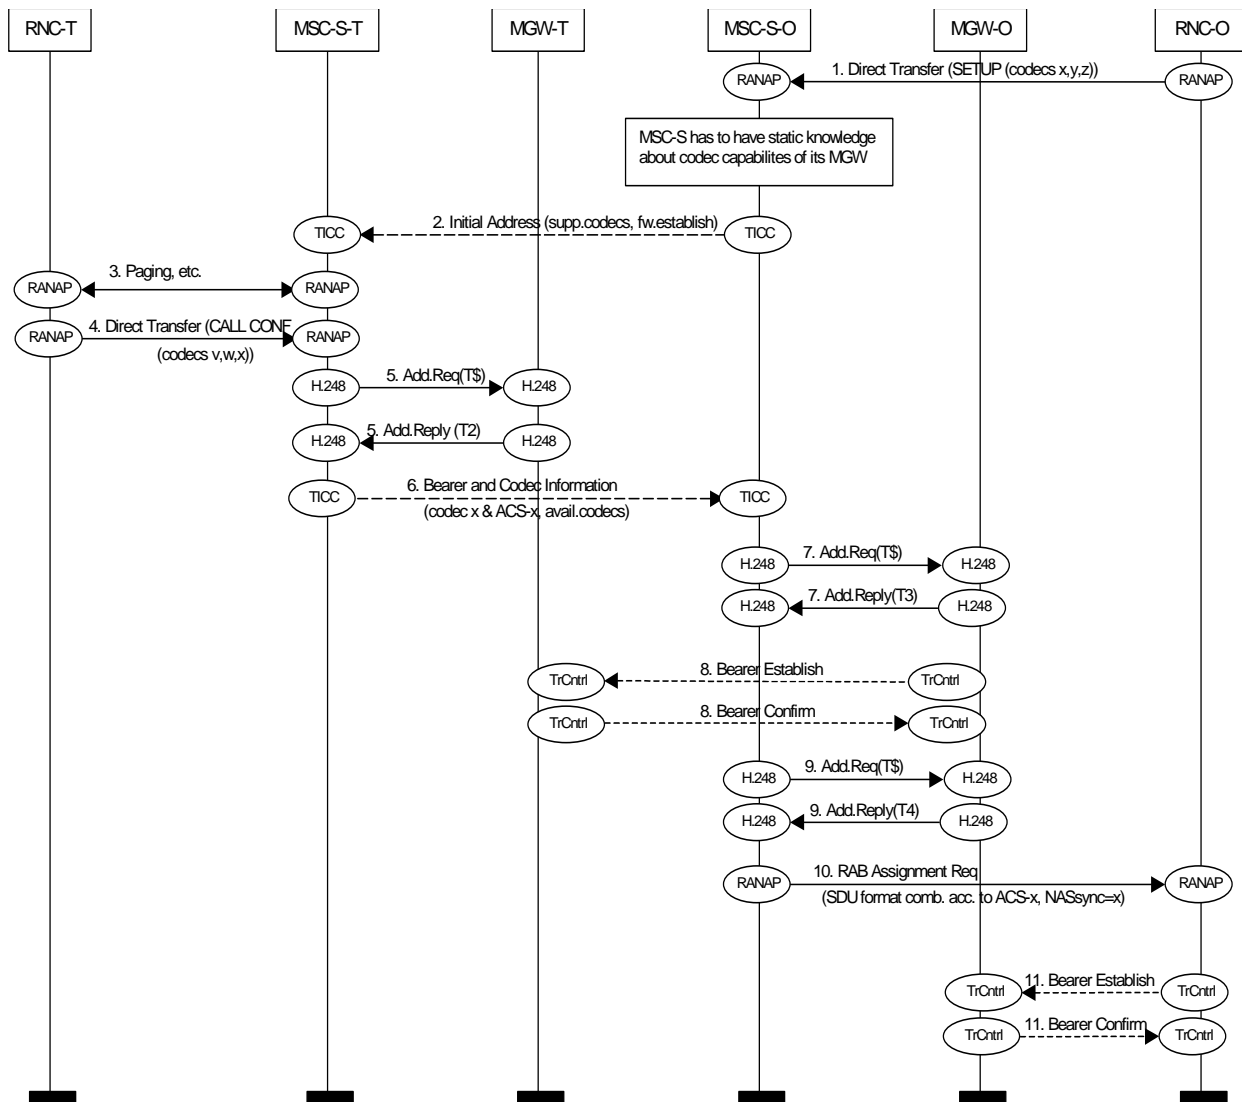 RNC-T
MSC-S-T
MGW-T
MSC-S-O
MGW-O
RNC-O
1. Direct Transfer (SETUP (codecs x,y,z))
RANAP
RANAP
MSC-S has to have static knowledge
about codec capabilites of its MGW
2. Initial Address (supp.codecs, fw.establish)
TICC
TICC
3. Paging, etc.
RANAP
RANAP
4. Direct Transfer (CALL CONF
RANAP
RANAP
(codecs v,w,x))
5. Add.Req(T$)
H.248
H.248
5. Add.Reply (T2)
H.248
H.248
6. Bearer and Codec Information
TICC
TICC
(codec x & ACS-x, avail.codecs)
7. Add.Req(T$)
H.248
H.248
7. Add.Reply(T3)
H.248
H.248
8. Bearer Establish
TrCntrl
TrCntrl
8. Bearer Confirm
TrCntrl
TrCntrl
9. Add.Req(T$)
H.248
H.248
9. Add.Reply(T4)
H.248
H.248
10. RAB Assignment Req
RANAP
RANAP
(SDU format comb. acc. to ACS-x, NASsync=x)
11. Bearer Establish
TrCntrl
TrCntrl
11. Bearer Confirm
TrCntrl
TrCntrl